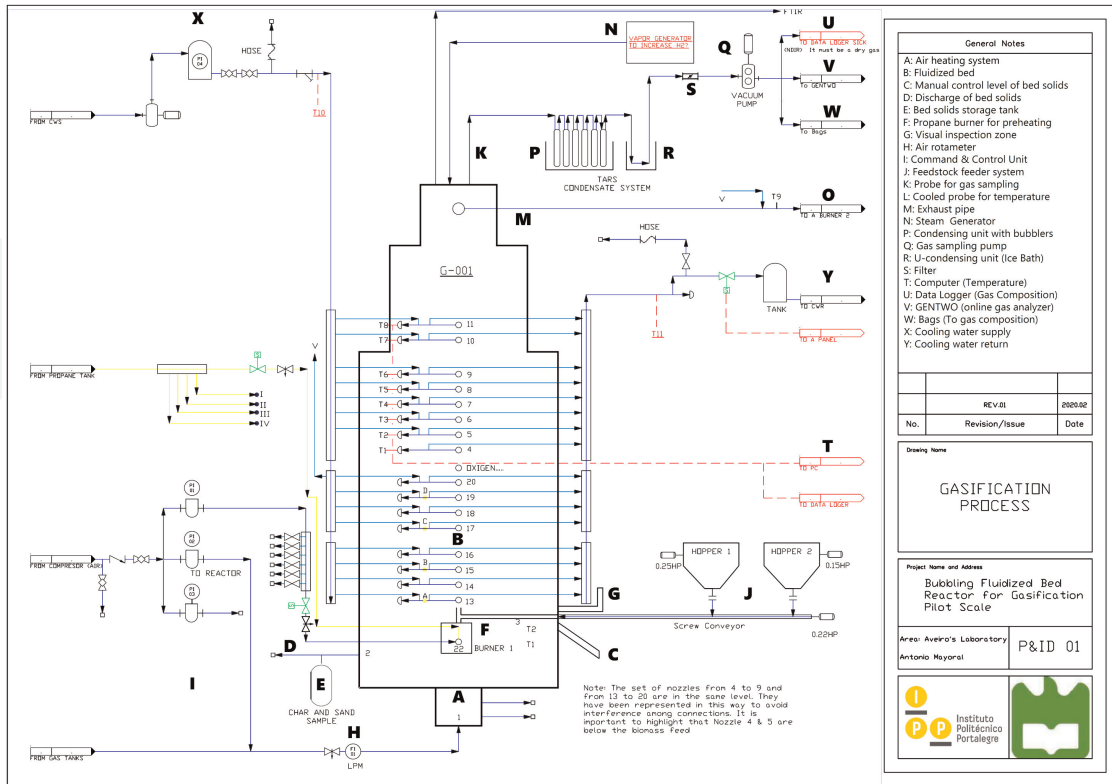 X
HOSE
PI
04
FROM CWS
T10
FTIR
N
VAPOR GENERATOR
TO INCREASE H2?
Q
VACUUM
PUMP
S
U
TO DATA LOGER SICK
(NDIR) It must be a dry gas
V
To GENTWO
W
To Bags
K
P
R
TARS
CONDENSATE SYSTEM
M
V
T9
O
TO A BURNER 2
G-001
HOSE
TANK
Y
TO CWR
T11
TO A PANEL
S
T8
11
T7
10
T6
9
T5
8
T4
7
T3
6
T2
5
T1
4
OXIGEN....
20
D
19
18
C
17
B
16
B
15
14
A
13
V
S
FROM PROPANE TANK
I
II
III
IV
PI
01
PI
02
TO REACTOR
PI
03
FROM COMPRESOR (AIR)
S
T
TO PC
TO DATA LOGER
HOPPER 1
HOPPER 2
0.25HP
0.15HP
J
Screw Conveyor
0.22HP
G
3
F
T2
22
BURNER 1
T1
C
D
2
E
CHAR AND SAND
SAMPLE
I
A
1
H
FI
01
LPM
FROM GAS TANKS
Note: The set of nozzles from 4 to 9 and
from 13 to 20 are in the same level. They
have been represented in this way to avoid
interference among connections. It is
important to highlight that Nozzle 4 & 5 are
below the biomass feed
General Notes
A: Air heating system
B: Fluidized bed
C: Manual control level of bed solids
D: Discharge of bed solids
E: Bed solids storage tank
F: Propane burner for preheating
G: Visual inspection zone
H: Air rotameter
I: Command & Control Unit
J: Feedstock feeder system
K: Probe for gas sampling
L: Cooled probe for temperature
M: Exhaust pipe
N: Steam Generator
P: Condensing unit with bubblers
Q: Gas sampling pump
R: U-condensing unit (Ice Bath)
S: Filter
T: Computer (Temperature)
U: Data Logger (Gas Composition)
V: GENTWO (online gas analyzer)
W: Bags (To gas composition)
X: Cooling water supply
Y: Cooling water return
REV.01
2020.02
No.
Revision/Issue
Date
Drawing Name
GASIFICATION
PROCESS
Project Name and Address
Bubbling Fluidized Bed
Reactor for Gasification
Pilot Scale
Area: Aveiro's Laboratory
Antonio Mayoral
P&ID 01
I
P P
Instituto
Politécnico
Portalegre